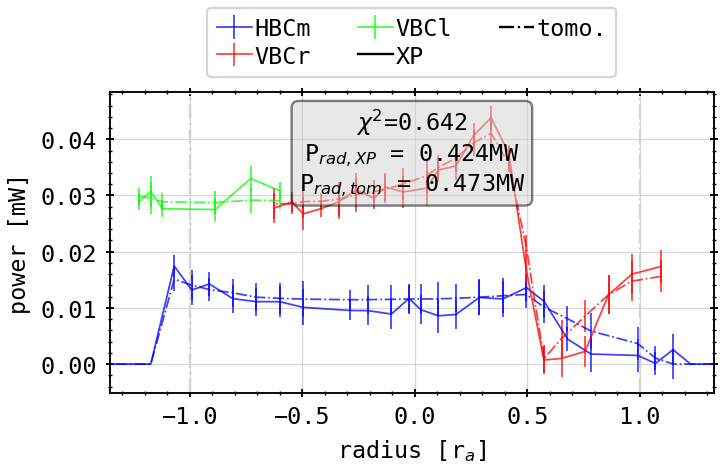 HBCm VBCl tomo.
VBCr XP
χ²=0.642
P_rad,XP = 0.424MW
P_rad,tom = 0.473MW
0.04
0.03
0.02
0.01
0.00
power [mW]
−1.0 −0.5 0.0 0.5 1.0
radius [r_a]